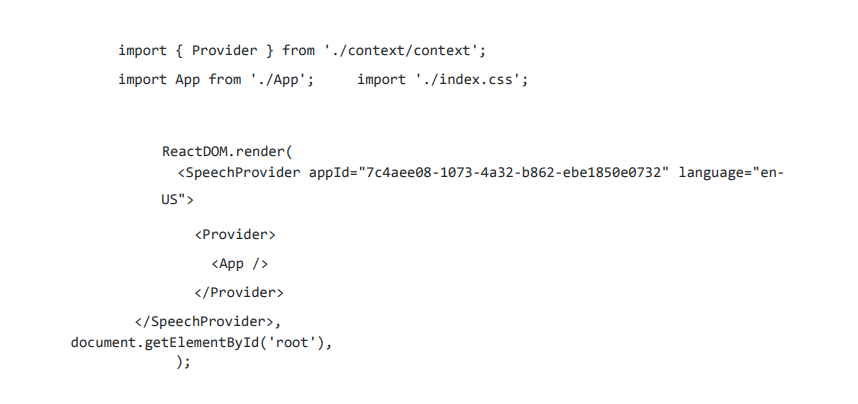 import { Provider } from './context/context';
import App from './App';     import './index.css';
ReactDOM.render(
<SpeechProvider appId="7c4aee08-1073-4a32-b862-ebe1850e0732" language="en-
US">
<Provider>
<App />
</Provider>
</SpeechProvider>,
document.getElementById('root'),
);